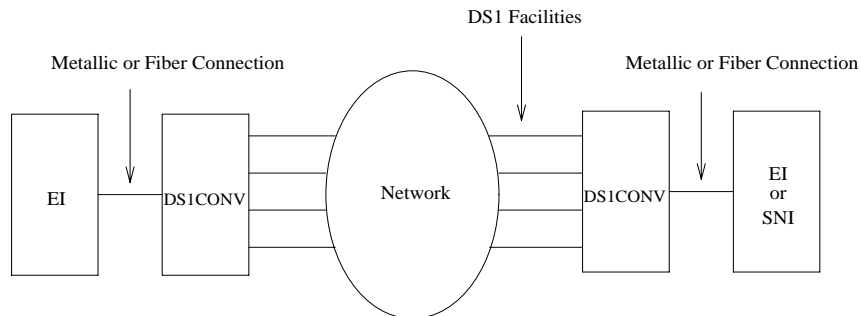 DS1 Facilities
Metallic or Fiber Connection
Metallic or Fiber Connection
EI
DS1CONV
Network
DS1CONV
EI
or
SNI